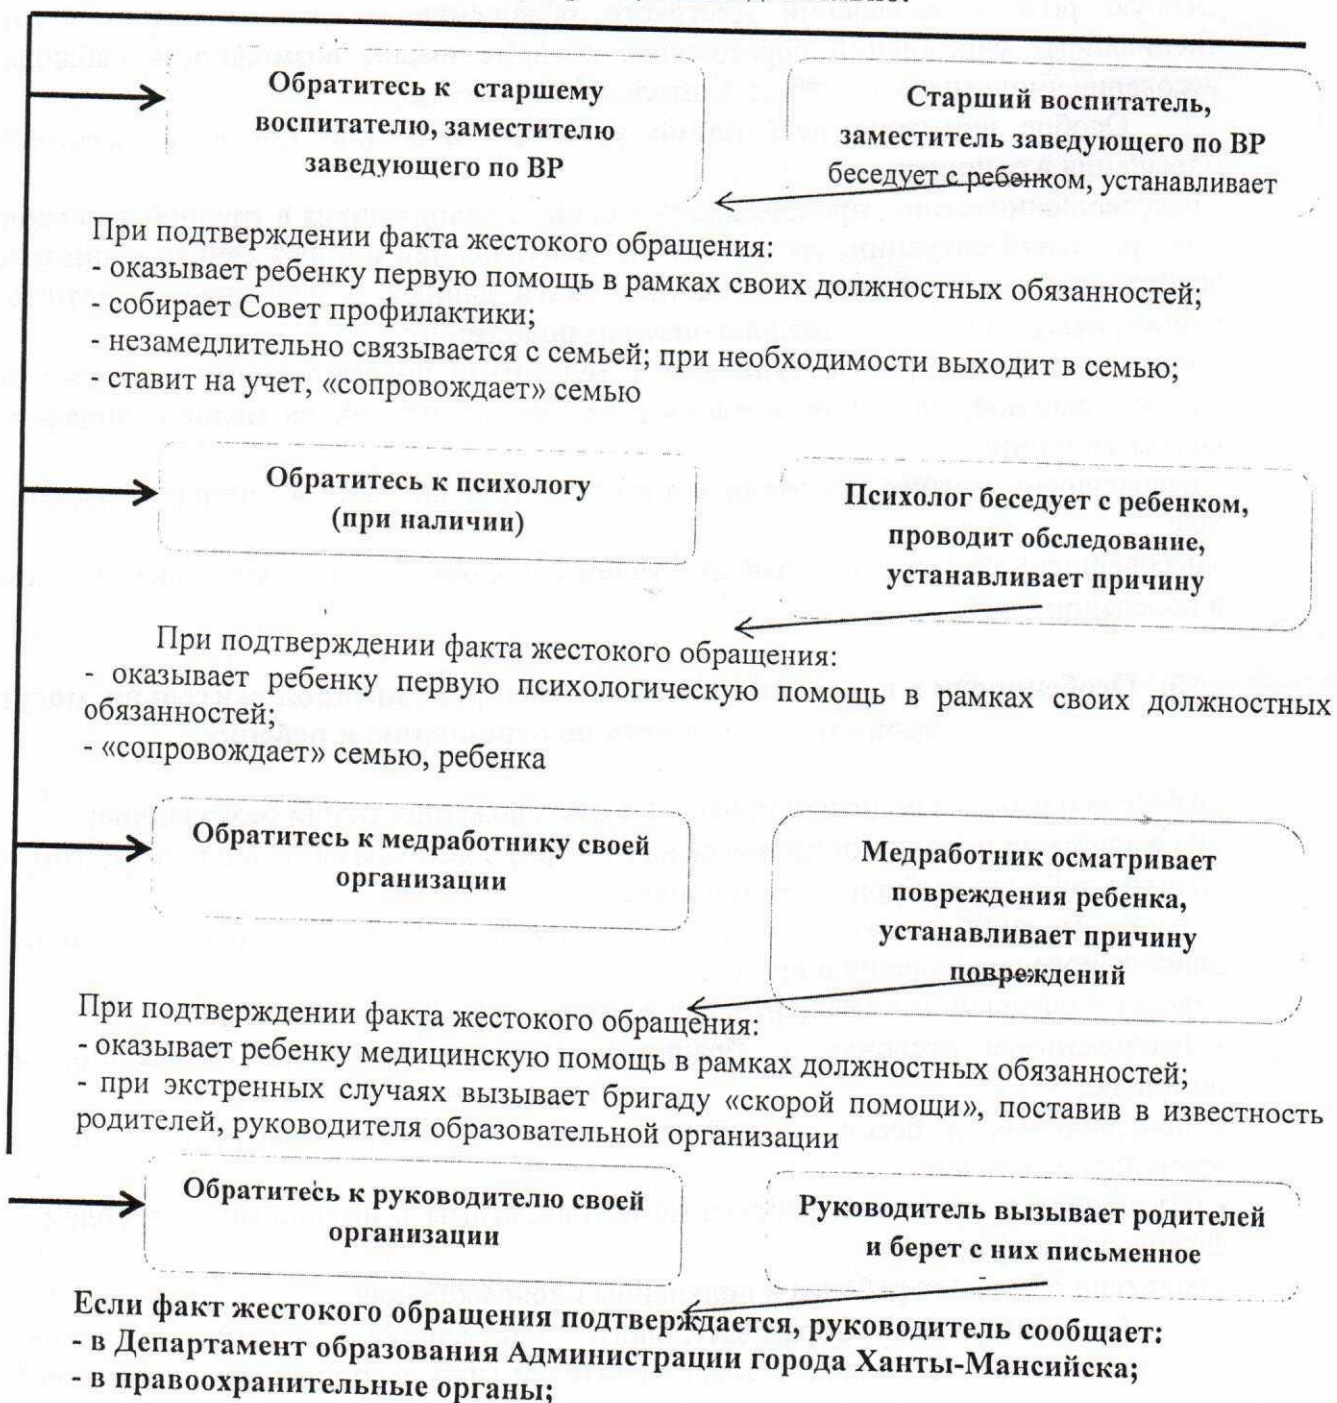 Обратитесь к старшему
воспитателю, заместителю
заведующего по ВР
Старший воспитатель,
заместитель заведующего по ВР
беседует с ребенком, устанавливает
При подтверждении факта жестокого обращения:
- оказывает ребенку первую помощь в рамках своих должностных обязанностей;
- собирает Совет профилактики;
- незамедлительно связывается с семьей; при необходимости выходит в семью;
- ставит на учет, «сопровождает» семью
Обратитесь к психологу
(при наличии)
Психолог беседует с ребенком,
проводит обследование,
устанавливает причину
При подтверждении факта жестокого обращения:
- оказывает ребенку первую психологическую помощь в рамках своих должностных
обязанностей;
- «сопровождает» семью, ребенка
Обратитесь к медработнику своей
организации
Медработник осматривает
повреждения ребенка,
устанавливает причину
повреждений
При подтверждении факта жестокого обращения:
- оказывает ребенку медицинскую помощь в рамках должностных обязанностей;
- при экстренных случаях вызывает бригаду «скорой помощи», поставив в известность
родителей, руководителя образовательной организации
Обратитесь к руководителю своей
организации
Руководитель вызывает родителей
и берет с них письменное
Если факт жестокого обращения подтверждается, руководитель сообщает:
- в Департамент образования Администрации города Ханты-Мансийска;
- в правоохранительные органы;